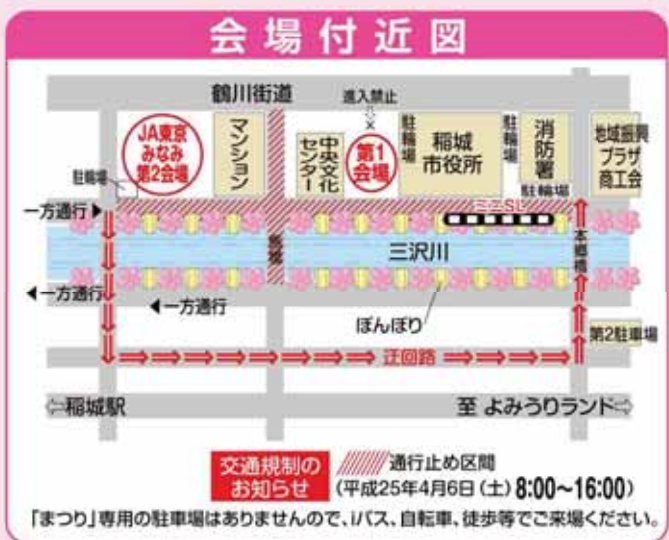 会場付近図
鶴川街道
進入禁止
JA東京
みなみ
第2会場
マンション
中央文化
センター
第1
会場
駐輪場
稲城
市役所
駐輪場
消防署
駐輪場
地域振興
プラザ
商工会
駐輪場
一方通行
ミニSL
三沢川
本郷橋
一方通行
一方通行
ぼんぼり
第2駐車場
迂回路
稲城駅
至 よみうりランド
交通規制の
お知らせ
通行止め区間
(平成25年4月6日(土)8:00~16:00)
「まつり」専用の駐車場はありませんので、iバス、自転車、徒歩等でご来場ください。